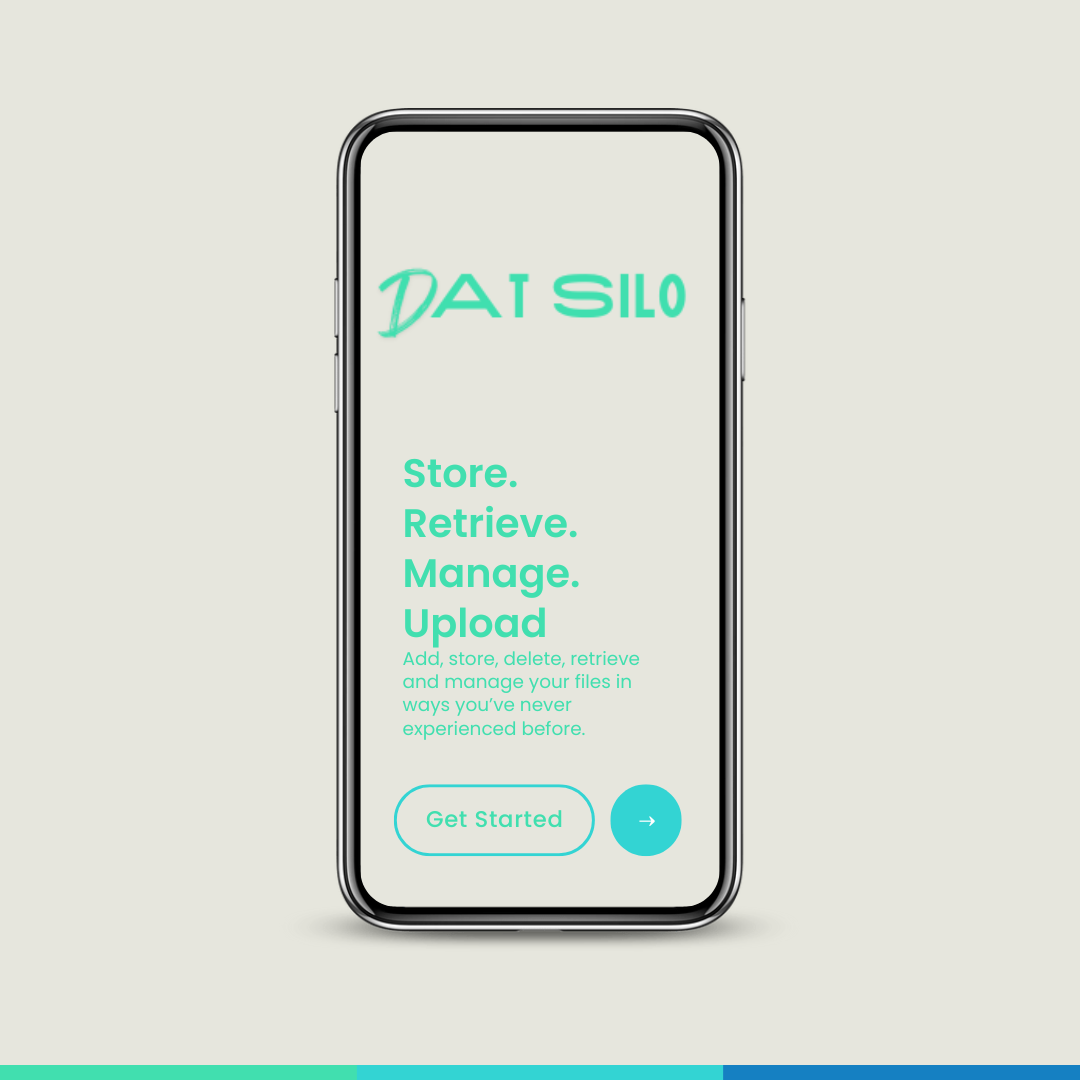 DAT SILO
Store.
Retrieve.
Manage.
Upload
Add, store, delete, retrieve
and manage your files in
ways you’ve never
experienced before.
Get Started →